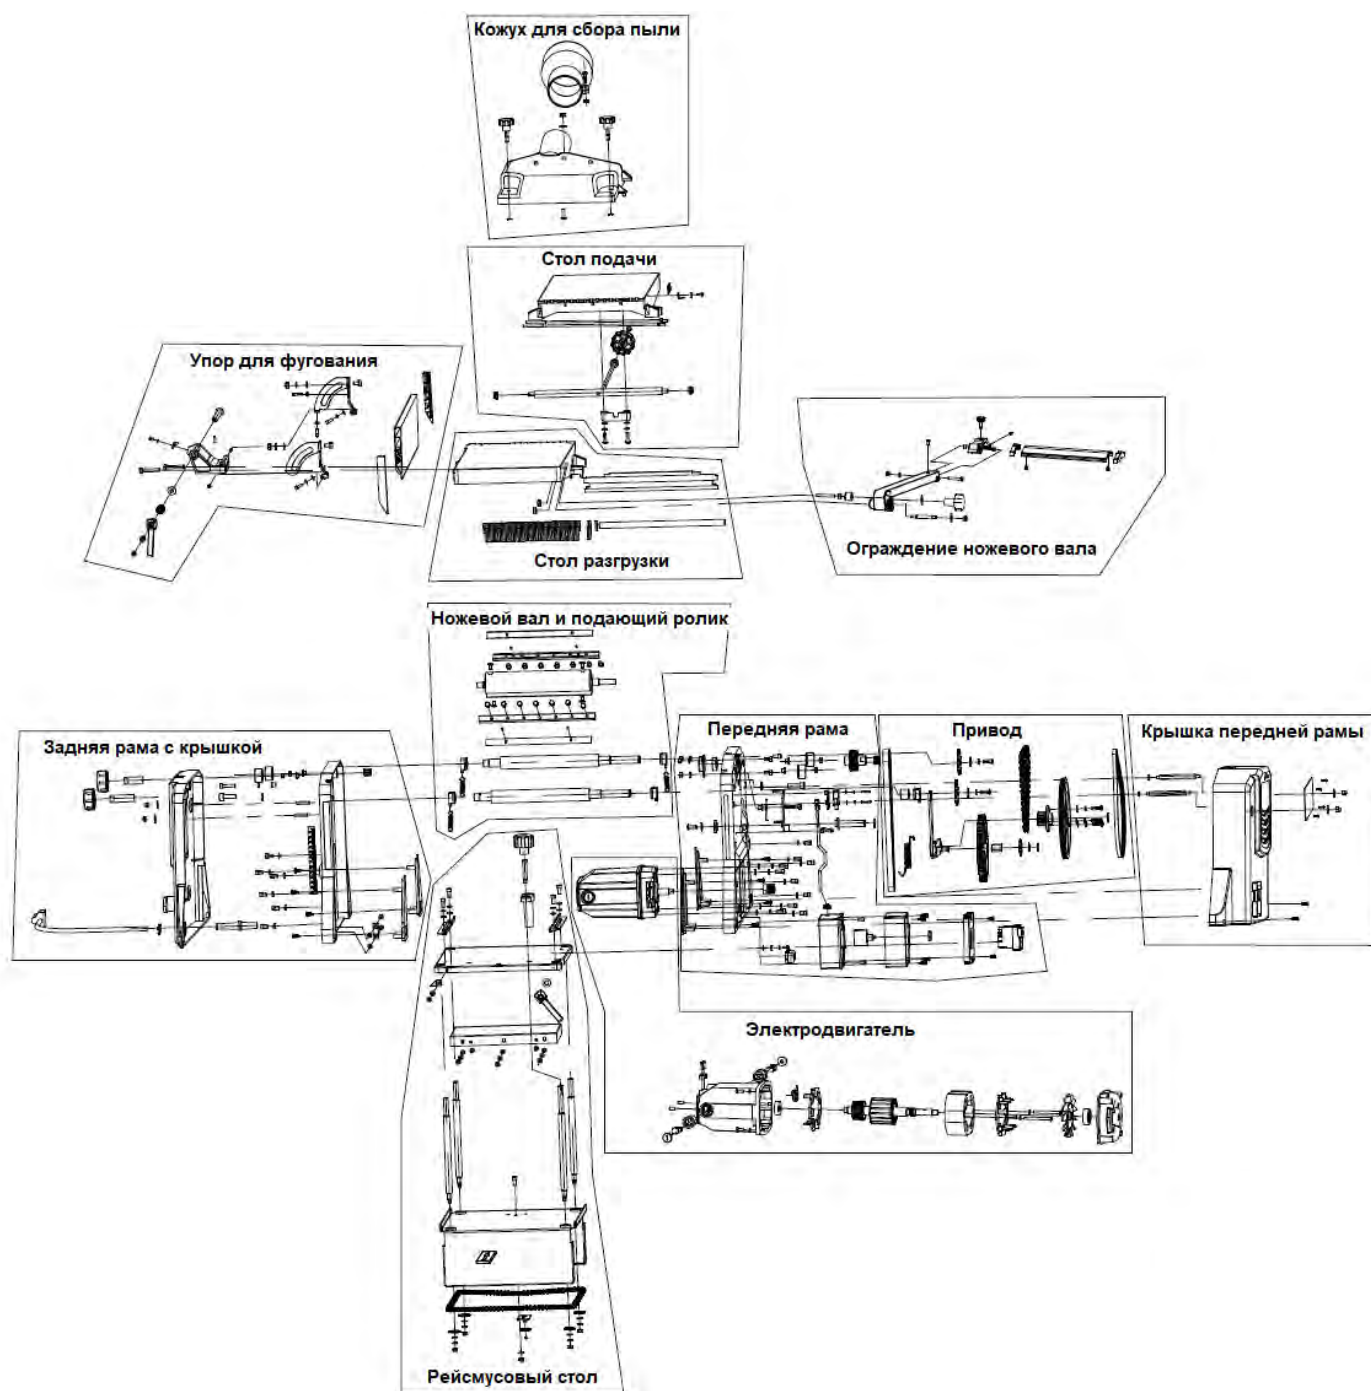 Кожух для сбора пыли
Стол подачи
Упор для фугования
Ограждение ножевого вала
Стол разгрузки
Ножевой вал и подающий ролик
Задняя рама с крышкой
Передняя рама
Привод
Крышка передней рамы
Электродвигатель
Рейсмусовый стол